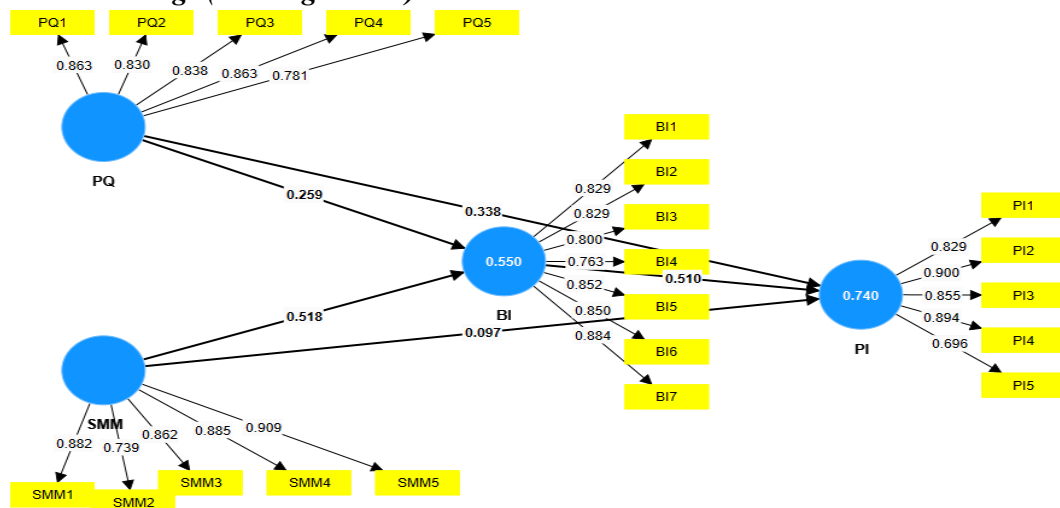 PQ1 PQ2 PQ3 PQ4 PQ5
0.863 0.830 0.838 0.863 0.781
PQ
0.259
0.338
BI1
BI2
BI3
BI4
BI5
BI6
BI7
0.829
0.829
0.800
0.763
0.852
0.850
0.884
0.550
BI
0.510
0.518
0.097
PI1
PI2
PI3
PI4
PI5
0.829
0.900
0.855
0.894
0.696
0.740
PI
SMM
0.882 0.739 0.862 0.885 0.909
SMM1 SMM2 SMM3 SMM4 SMM5